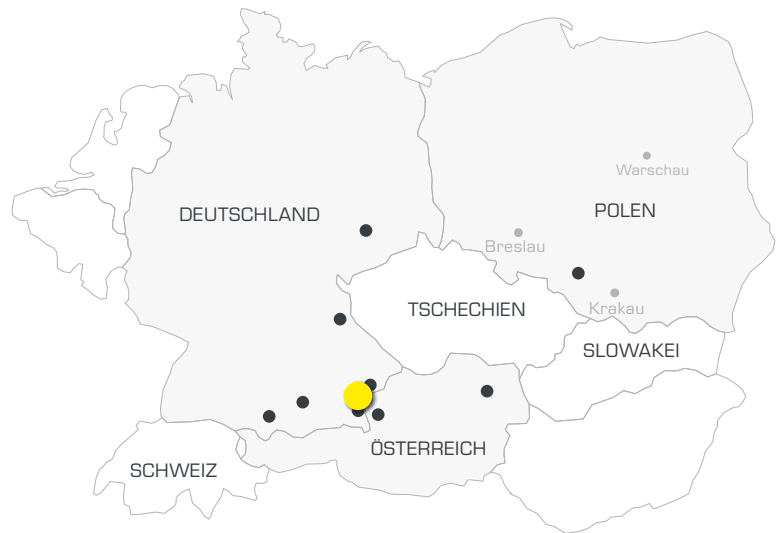 Warschau
DEUTSCHLAND
POLEN
Breslau
TSCHECHIEN
Krakau
SLOWAKEI
ÖSTERREICH
SCHWEIZ